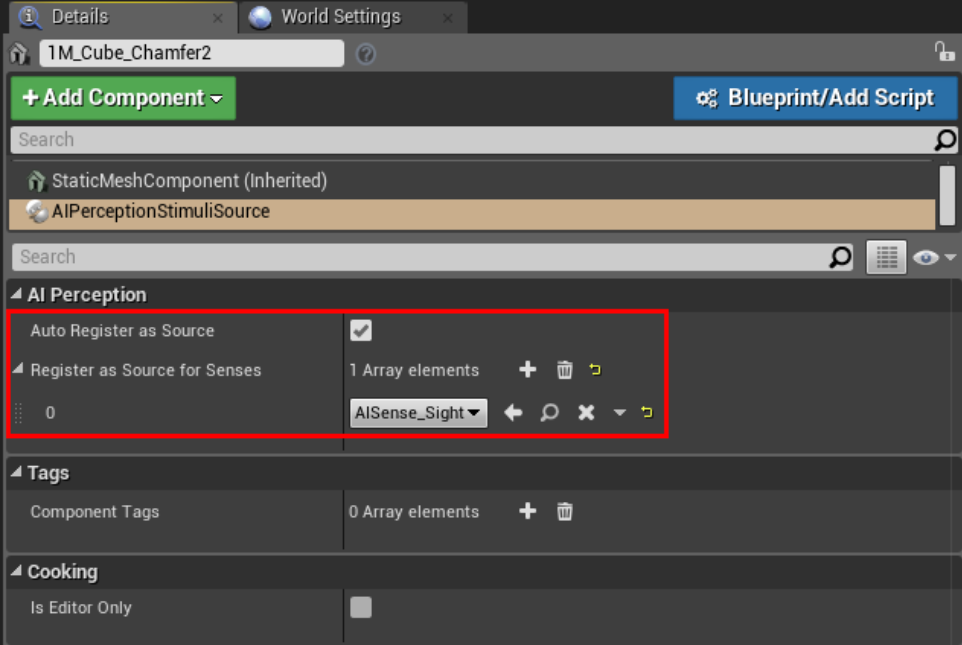 Details
World Settings
1M_Cube_Chamfer2
+Add Component
Blueprint/Add Script
Search
StaticMeshComponent (Inherited)
AIPerceptionStimuliSource
Search
AI Perception
Auto Register as Source
Register as Source for Senses 1 Array elements
0 AISense_Sight
Tags
Component Tags 0 Array elements
Cooking
Is Editor Only